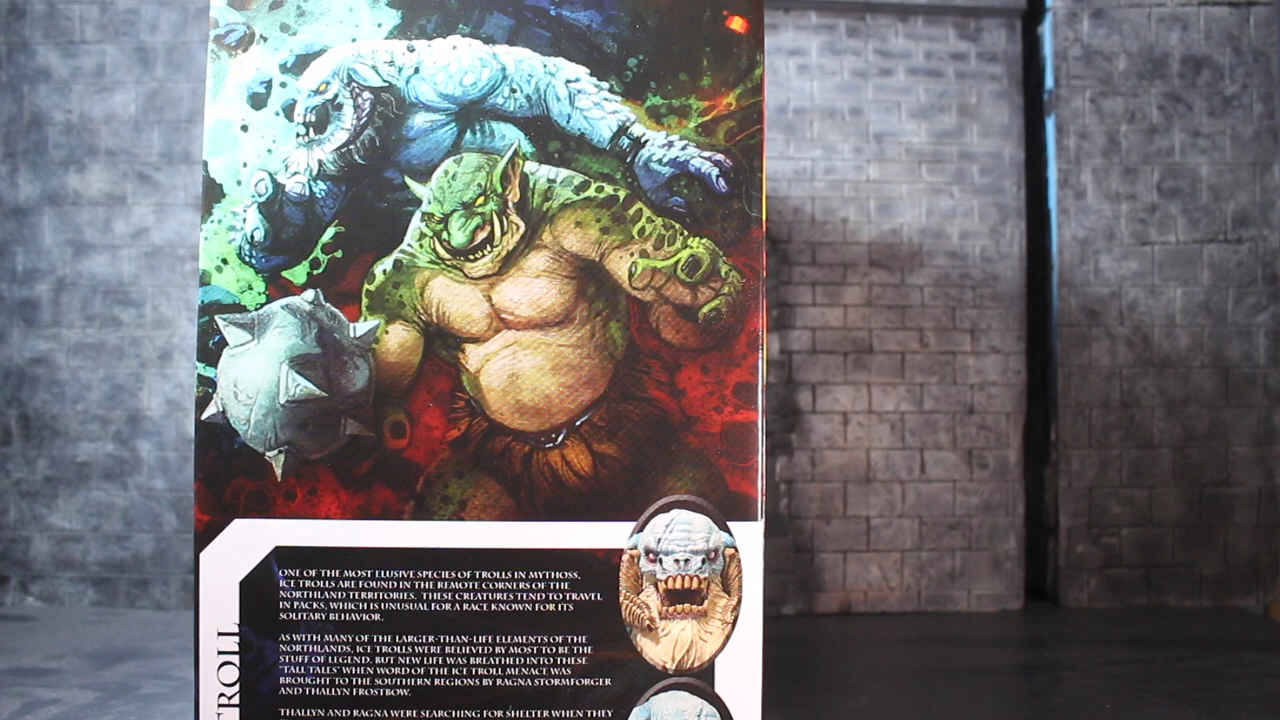 ONE OF THE MOST ELUSIVE SPECIES OF TROLLS IN MYTHOSS,
ICE TROLLS ARE FOUND IN THE REMOTE CORNERS OF THE
NORTHLAND TERRITORIES. THESE CREATURES TEND TO TRAVEL
IN PACKS, WHICH IS UNUSUAL FOR A RACE KNOWN FOR ITS
SOLITARY BEHAVIOR.
AS WITH MANY OF THE LARGER-THAN-LIFE ELEMENTS OF THE
NORTHLANDS, ICE TROLLS WERE BELIEVED BY MOST TO BE THE
STUFF OF LEGEND. BUT NEW LIFE WAS BREATHED INTO THESE
"TALL TALES" WHEN WORD OF THE ICE TROLL MENACE WAS
BROUGHT TO THE SOUTHERN REGIONS BY RAGNA STORMFORGER
AND THALLYN FROSTBOW.
THALLYN AND RAGNA WERE SEARCHING FOR SHELTER WHEN THEY
TROLL